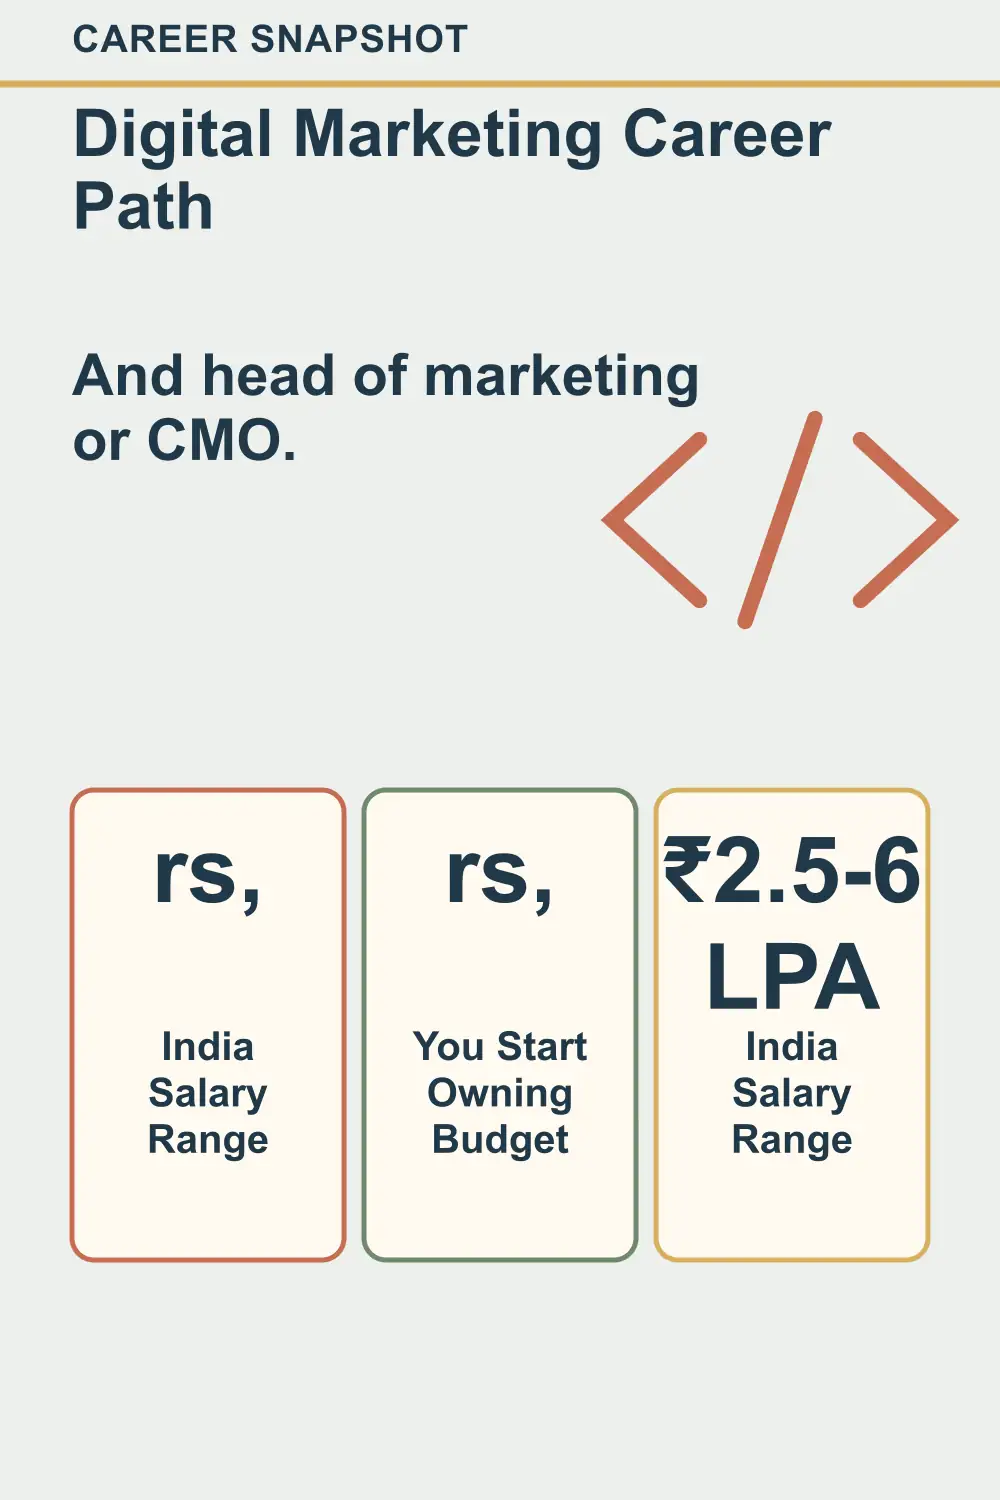 CAREER SNAPSHOT
Digital Marketing Career
Path
And head of marketing
or CMO.
rs,
India
Salary
Range
rs,
You Start
Owning
Budget
₹2.5-6
LPA
India
Salary
Range